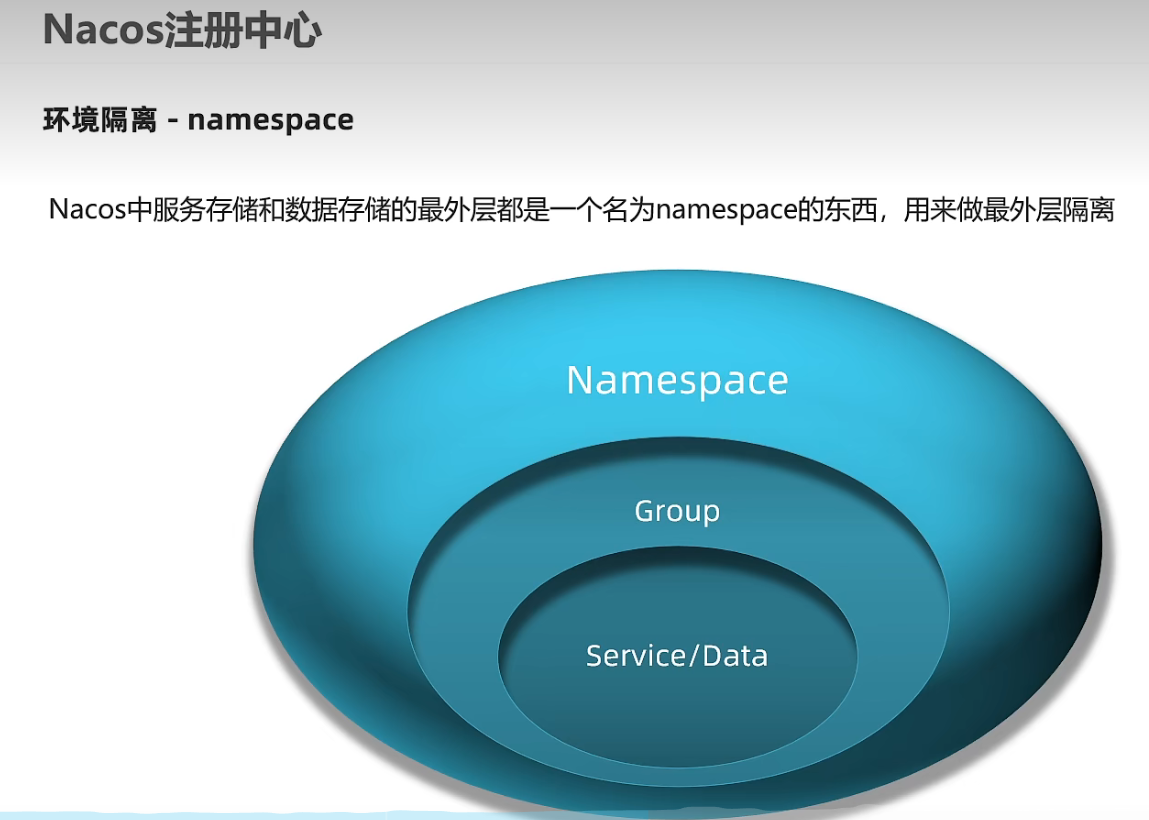 Nacos注册中心
环境隔离 - namespace
Nacos中服务存储和数据存储的最外层都是一个名为namespace的东西，用来做最外层隔离
Namespace
Group
Service/Data